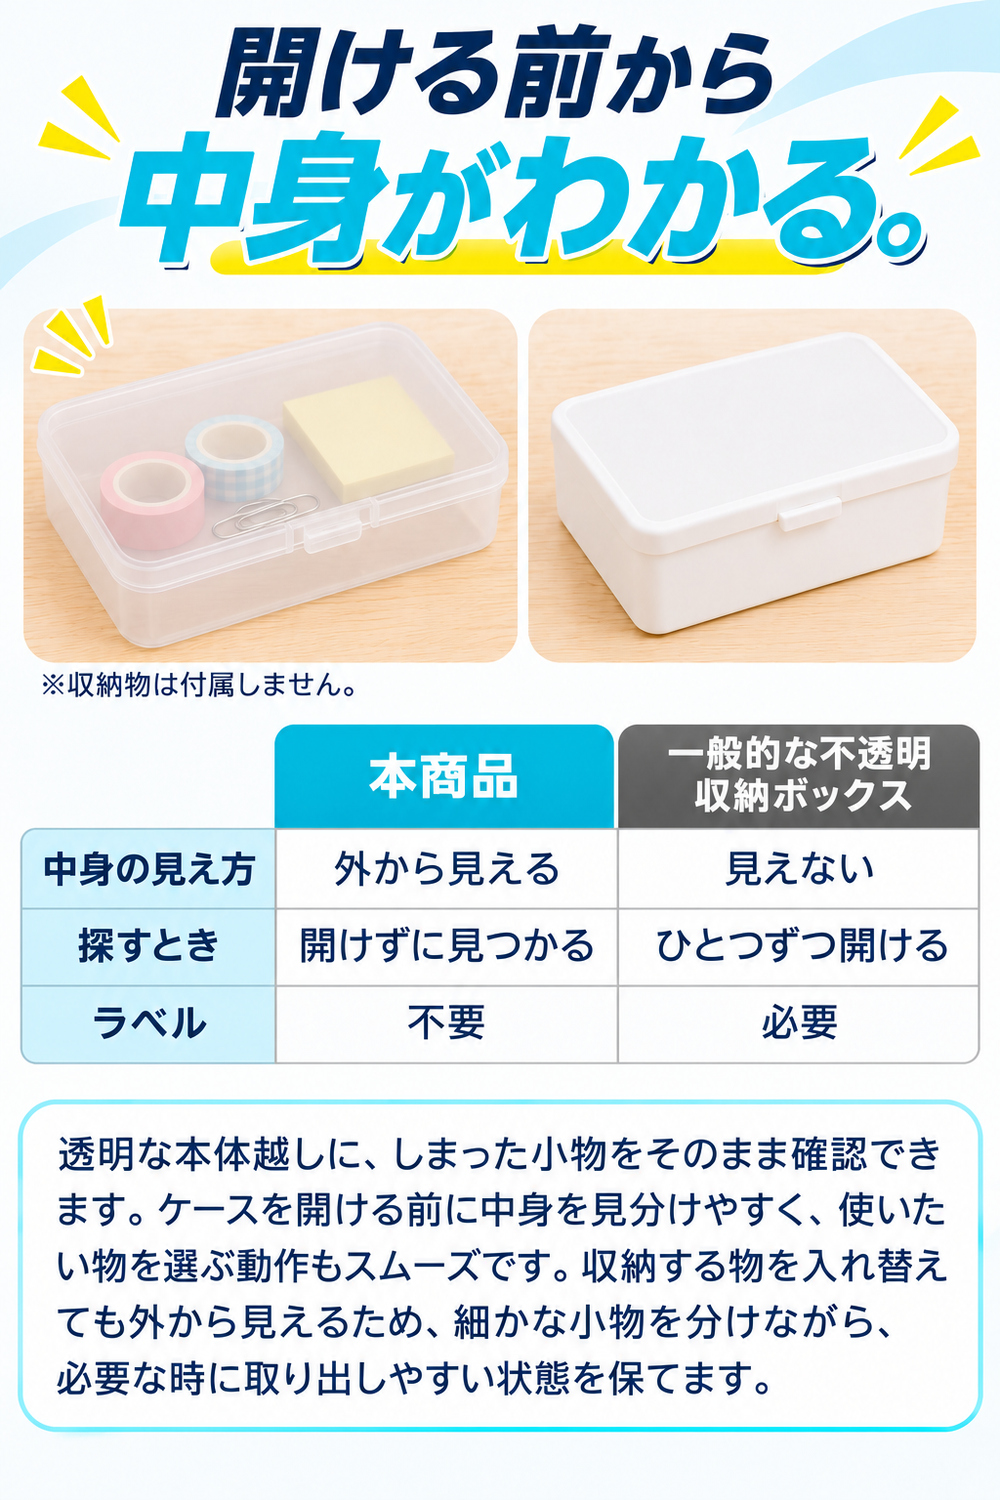 開ける前から
中身がわかる。
※収納物は付属しません。
本商品
一般的な不透明
収納ボックス
中身の見え方
外から見える
見えない
探すとき
開けずに見つかる
ひとつずつ開ける
ラベル
不要
必要
透明な本体越しに、しまった小物をそのまま確認でき
ます。ケースを開ける前に中身を見分けやすく、使いた
い物を選ぶ動作もスムーズです。収納する物を入れ替え
ても外から見えるため、細かな小物を分けながら、
必要な時に取り出しやすい状態を保てます。